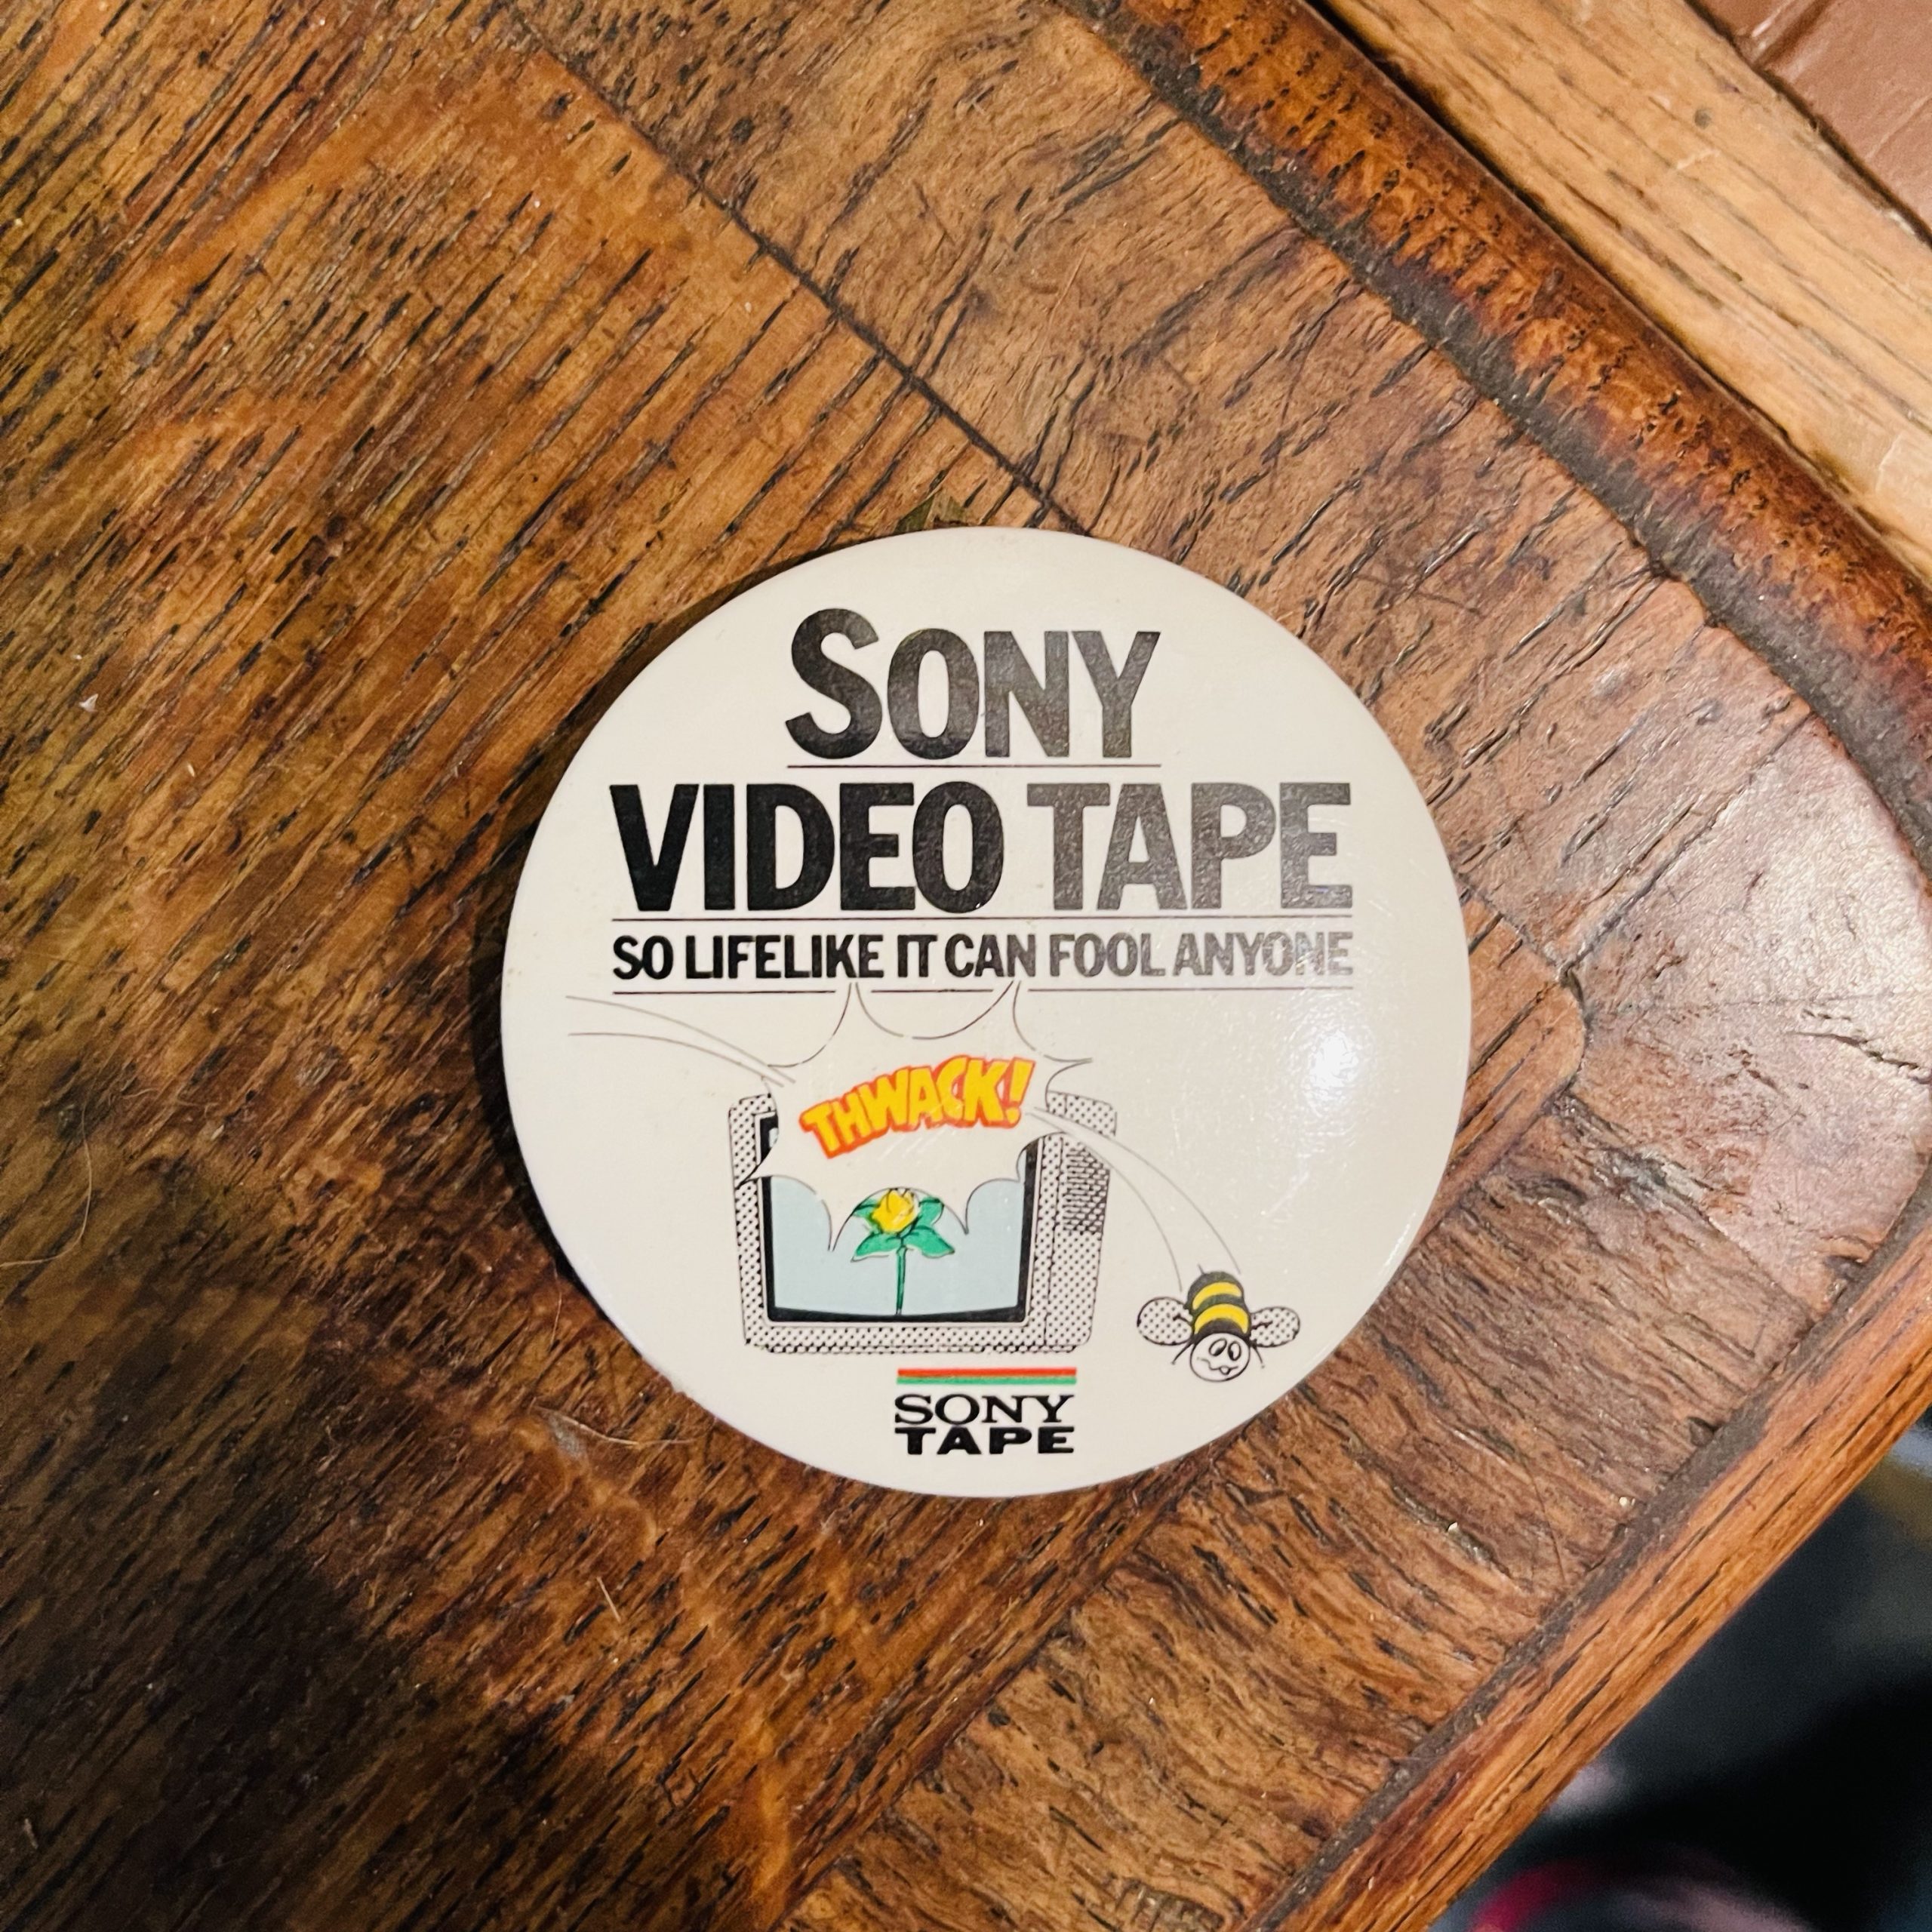 SONY
VIDEO TAPE
SO LIFELIKE IT CAN FOOL ANYONE
THWACK!
SONY
TAPE